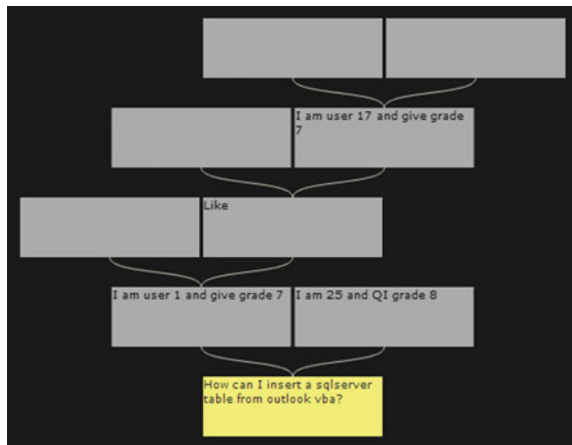 I am user 17 and give grade
7
Like
I am user 1 and give grade 7
I am 25 and QI grade 8
How can I insert a sqlserver
table from outlook vba?